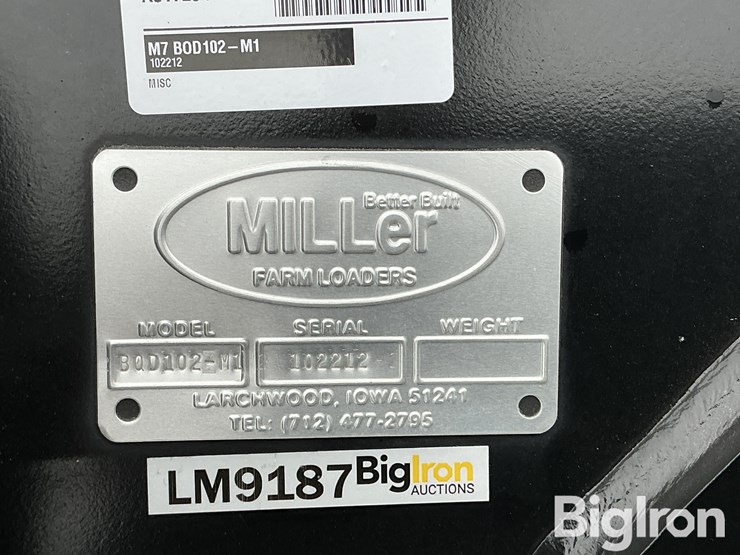 M7 BOD102-M1
102212
MISC
Better Built
MILLer
FARM LOADERS
MODEL SERIAL WEIGHT
BOD102-M1 102212
LARCHWOOD, IOWA 51241
TEL: (712) 477-2795
LM9187 BigIron
AUCTIONS
BigIron